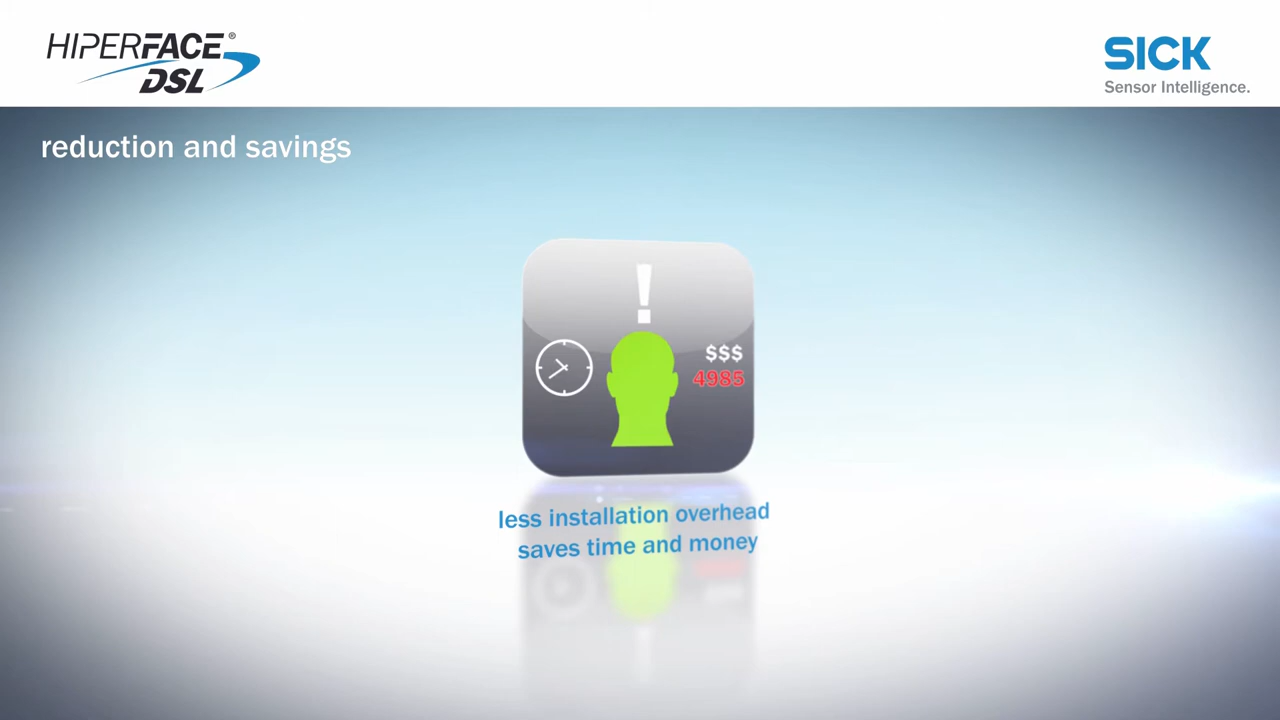 HIPERFACE®
DSL
SICK
Sensor Intelligence.
reduction and savings
!
$$$
4985
less installation overhead
saves time and money